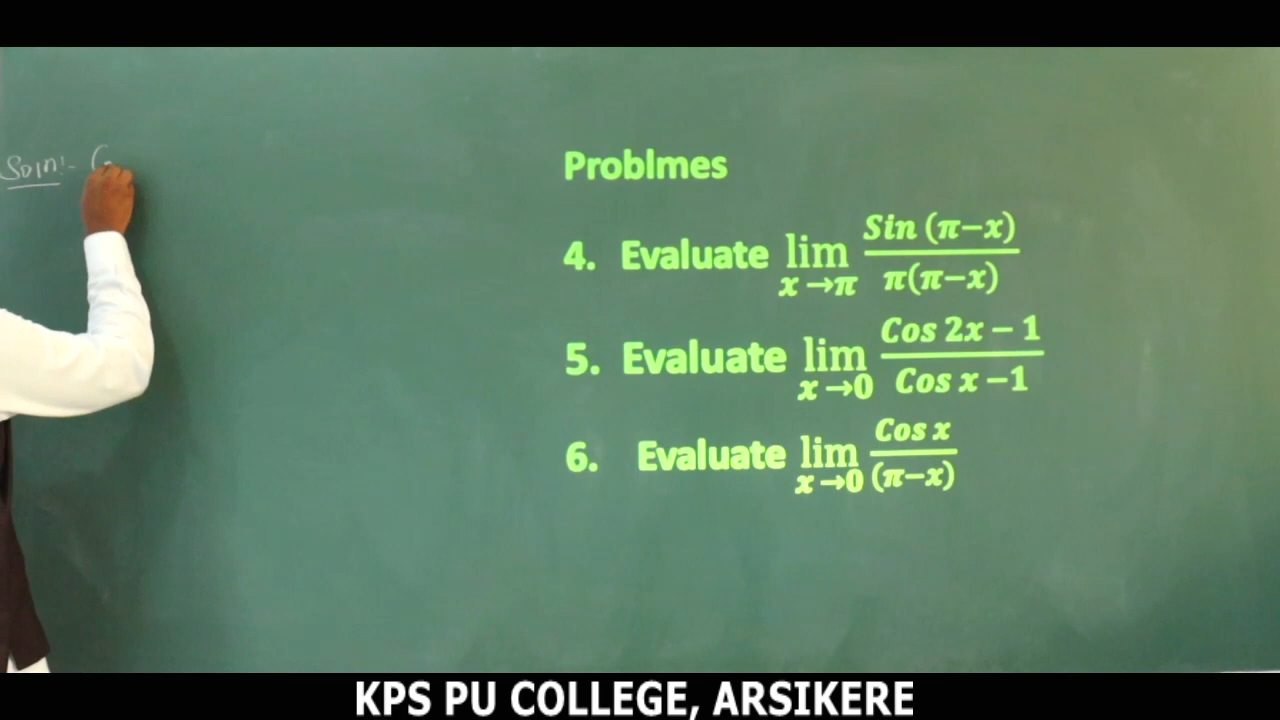 Soln:-
Problmes
4. Evaluate lim x→π Sin (π−x) / π(π−x)
5. Evaluate lim x→0 Cos 2x − 1 / Cos x −1
6. Evaluate lim x→0 Cos x / (π−x)
KPS PU COLLEGE, ARSIKERE